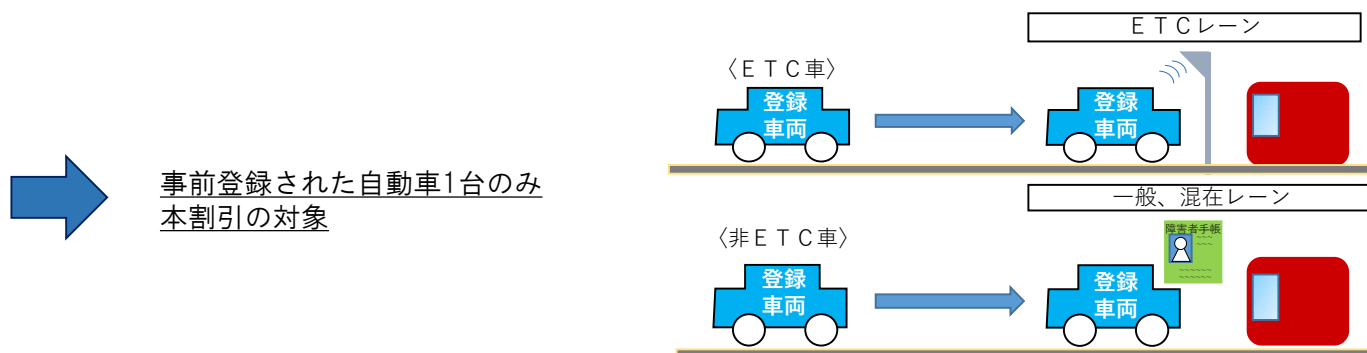 事前登録された自動車1台のみ
本割引の対象
ＥＴＣレーン
〈ＥＴＣ車〉
登録
車両
登録
車両
一般、混在レーン
〈非ＥＴＣ車〉
障害者手帳
登録
車両
登録
車両